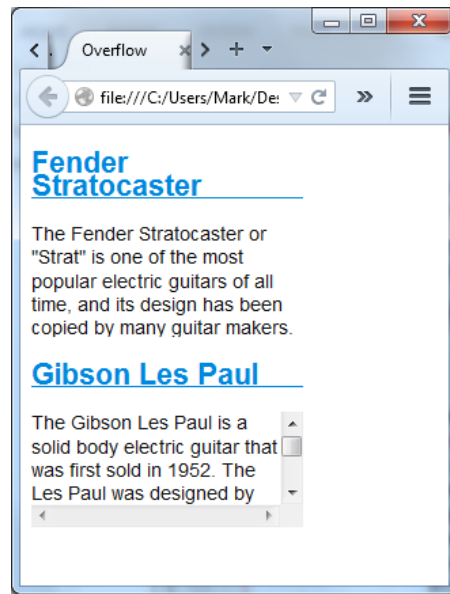 Overflow
file:///C:/Users/Mark/De
Fender
Stratocaster
The Fender Stratocaster or
"Strat" is one of the most
popular electric guitars of all
time, and its design has been
copied by many guitar makers.
Gibson Les Paul
The Gibson Les Paul is a
solid body electric guitar that
was first sold in 1952. The
Les Paul was designed by